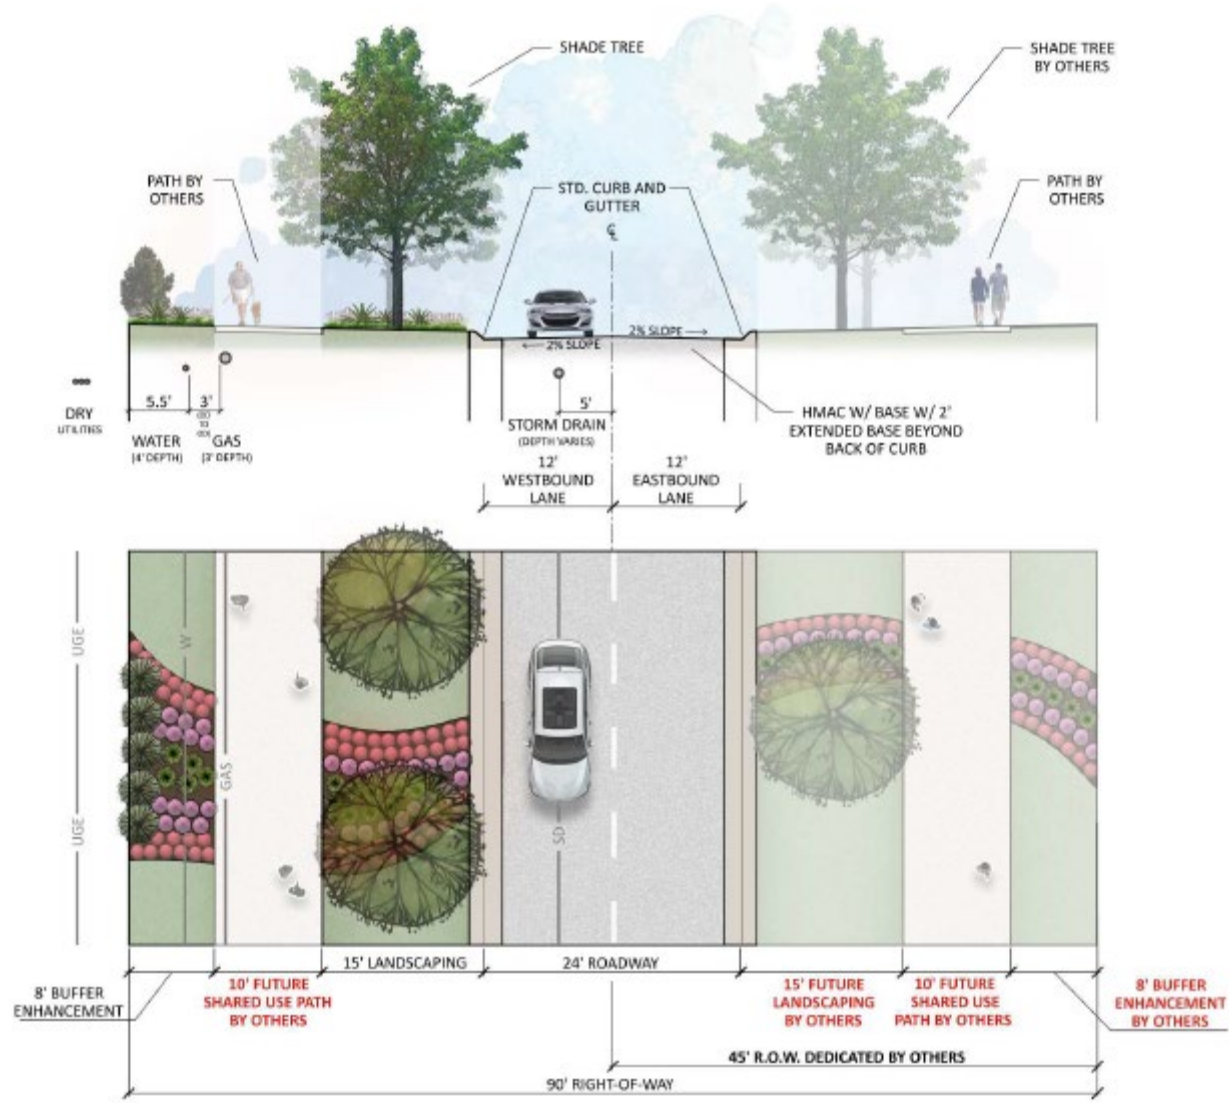 SHADE TREE
SHADE TREE
BY OTHERS
PATH BY
OTHERS
STD. CURB AND
GUTTER
℄
PATH BY
OTHERS
2% SLOPE
2% SLOPE
5.5'
3'
5'
DRY
UTILITIES
WATER
(4' DEPTH)
GAS
(3' DEPTH)
STORM DRAIN
(DEPTH VARIES)
HMAC W/ BASE W/ 2'
EXTENDED BASE BEYOND
BACK OF CURB
12'
WESTBOUND
LANE
12'
EASTBOUND
LANE
UGE
W
GAS
UGE
SD
8' BUFFER
ENHANCEMENT
10' FUTURE
SHARED USE PATH
BY OTHERS
15' LANDSCAPING
24' ROADWAY
15' FUTURE
LANDSCAPING
BY OTHERS
10' FUTURE
SHARED USE
PATH BY OTHERS
8' BUFFER
ENHANCEMENT
BY OTHERS
45' R.O.W. DEDICATED BY OTHERS
90' RIGHT-OF-WAY